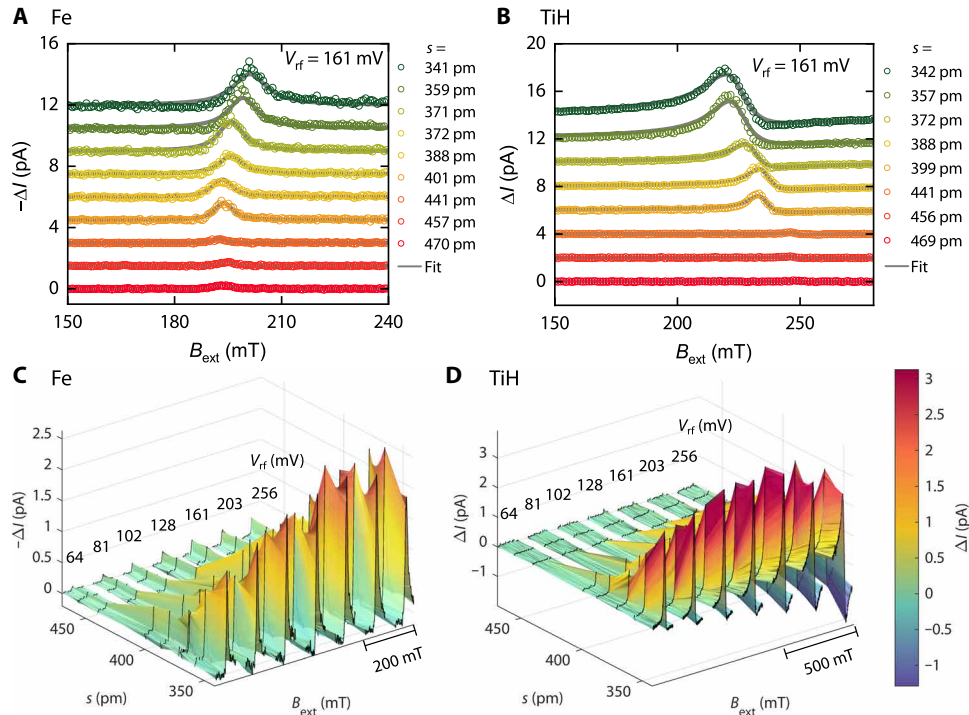 A Fe
−ΔI (pA)
16
12
8
4
0
V_rf = 161 mV
150 180 210 240
B_ext (mT)
s =
341 pm
359 pm
371 pm
372 pm
388 pm
401 pm
441 pm
457 pm
470 pm
Fit
B TiH
ΔI (pA)
20
16
12
8
4
0
V_rf = 161 mV
150 200 250
B_ext (mT)
s =
342 pm
357 pm
372 pm
388 pm
399 pm
441 pm
456 pm
469 pm
Fit
C Fe
−ΔI (pA)
2.5
2
1.5
1
0.5
0
V_rf (mV)
64 81 102 128 161 203 256
450
400
350
s (pm)
B_ext (mT)
200 mT
D TiH
ΔI (pA)
3
2
1
0
−1
V_rf (mV)
64 81 102 128 161 203 256
450
400
350
s (pm)
B_ext (mT)
500 mT
3
2.5
2
1.5
1
0.5
0
−0.5
−1
ΔI (pA)